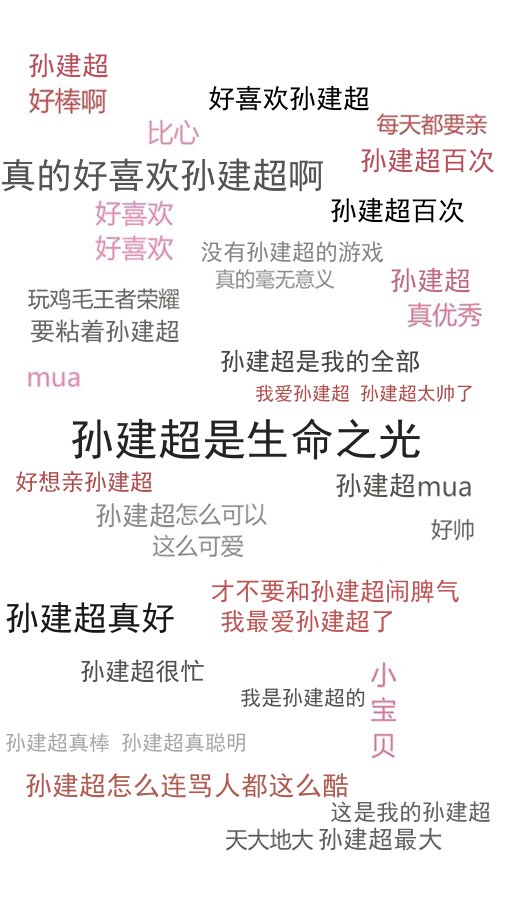 孙建超
好棒啊
好喜欢孙建超
比心
每天都要亲
孙建超百次
真的好喜欢孙建超啊
好喜欢
孙建超百次
好喜欢
没有孙建超的游戏
真的毫无意义
孙建超
玩鸡毛王者荣耀
真优秀
要粘着孙建超
孙建超是我的全部
mua
我爱孙建超 孙建超太帅了
孙建超是生命之光
好想亲孙建超
孙建超mua
孙建超怎么可以
好帅
这么可爱
才不要和孙建超闹脾气
孙建超真好
我最爱孙建超了
孙建超很忙
我是孙建超的
小
宝
贝
孙建超真棒 孙建超真聪明
孙建超怎么连骂人都这么酷
这是我的孙建超
天大地大 孙建超最大